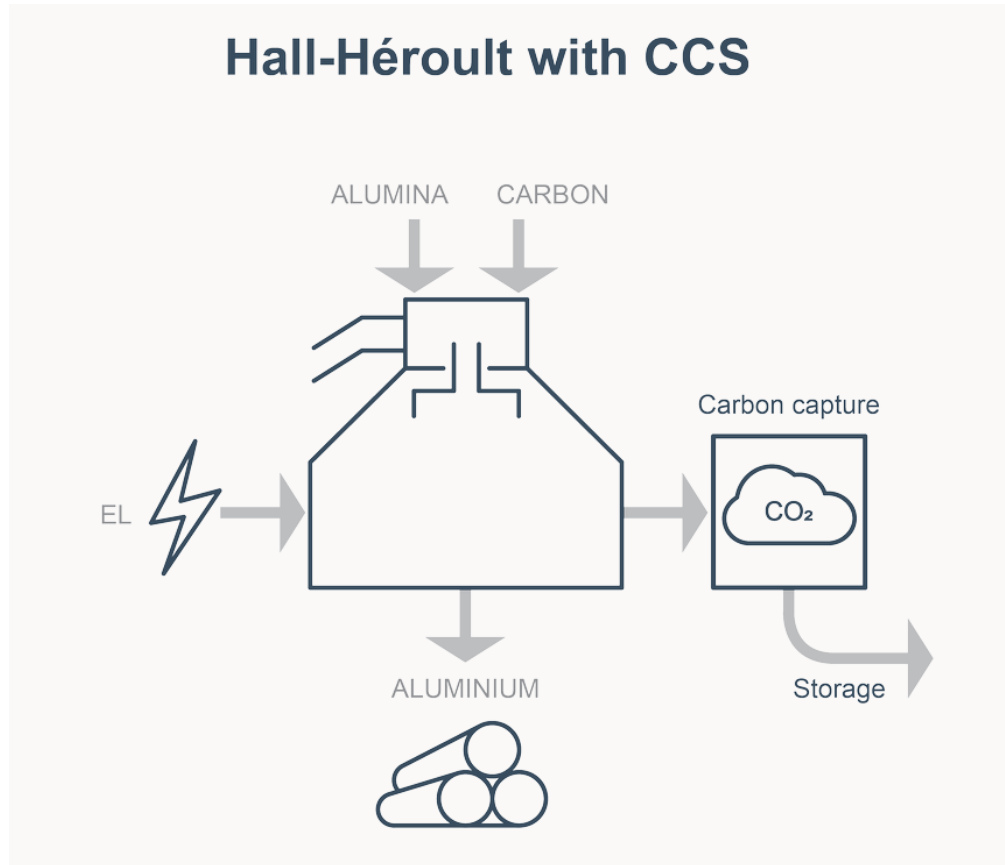 Hall-Héroult with CCS
ALUMINA
CARBON
Carbon capture
EL
CO₂
ALUMINIUM
Storage